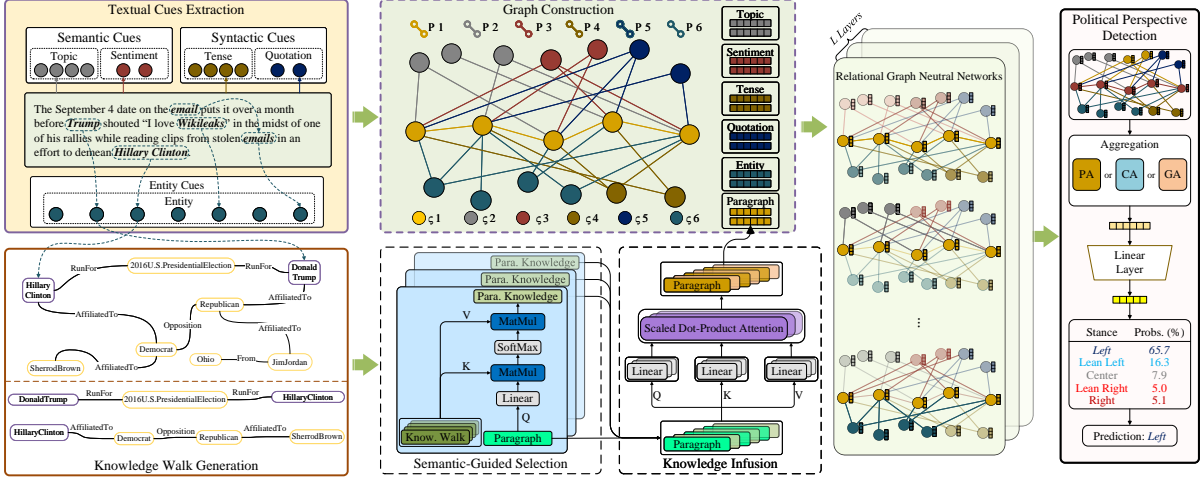 Textual Cues Extraction
Semantic Cues
Syntactic Cues
Topic
Sentiment
Tense
Quotation
The September 4 date on the email puts it over a month
before Trump shouted “I love Wikileaks” in the midst of one
of his rallies while reading clips from stolen emails in an
effort to demean Hillary Clinton.
Entity Cues
Entity
RunFor
2016U.S.PresidentialElection
RunFor
Donald
Trump
Hillary
Clinton
AffiliatedTo
AffiliatedTo
Republican
Opposition
AffiliatedTo
Democrat
AffiliatedTo
SherrodBrown
Ohio
From
JimJordan
DonaldTrump
RunFor
2016U.S.PresidentialElection
RunFor
HillaryClinton
HillaryClinton
AffiliatedTo
Democrat
Opposition
Republican
AffiliatedTo
SherrodBrown
Knowledge Walk Generation
Graph Construction
P 1
P 2
P 3
P 4
P 5
P 6
ς1
ς2
ς3
ς4
ς5
ς6
Topic
Sentiment
Tense
Quotation
Entity
Paragraph
Para. Knowledge
Para. Knowledge
Para. Knowledge
V
MatMul
SoftMax
K
MatMul
Linear
Q
Know. Walk
Paragraph
Semantic-Guided Selection
Paragraph
Scaled Dot-Product Attention
Linear
Linear
Linear
Q
K
V
Paragraph
Knowledge Infusion
L Layers
Relational Graph Neutral Networks
...
Political Perspective
Detection
Aggregation
PA or CA or GA
Linear
Layer
Stance Probs. (%)
Left 65.7
Lean Left 16.3
Center 7.9
Lean Right 5.0
Right 5.1
Prediction: Left